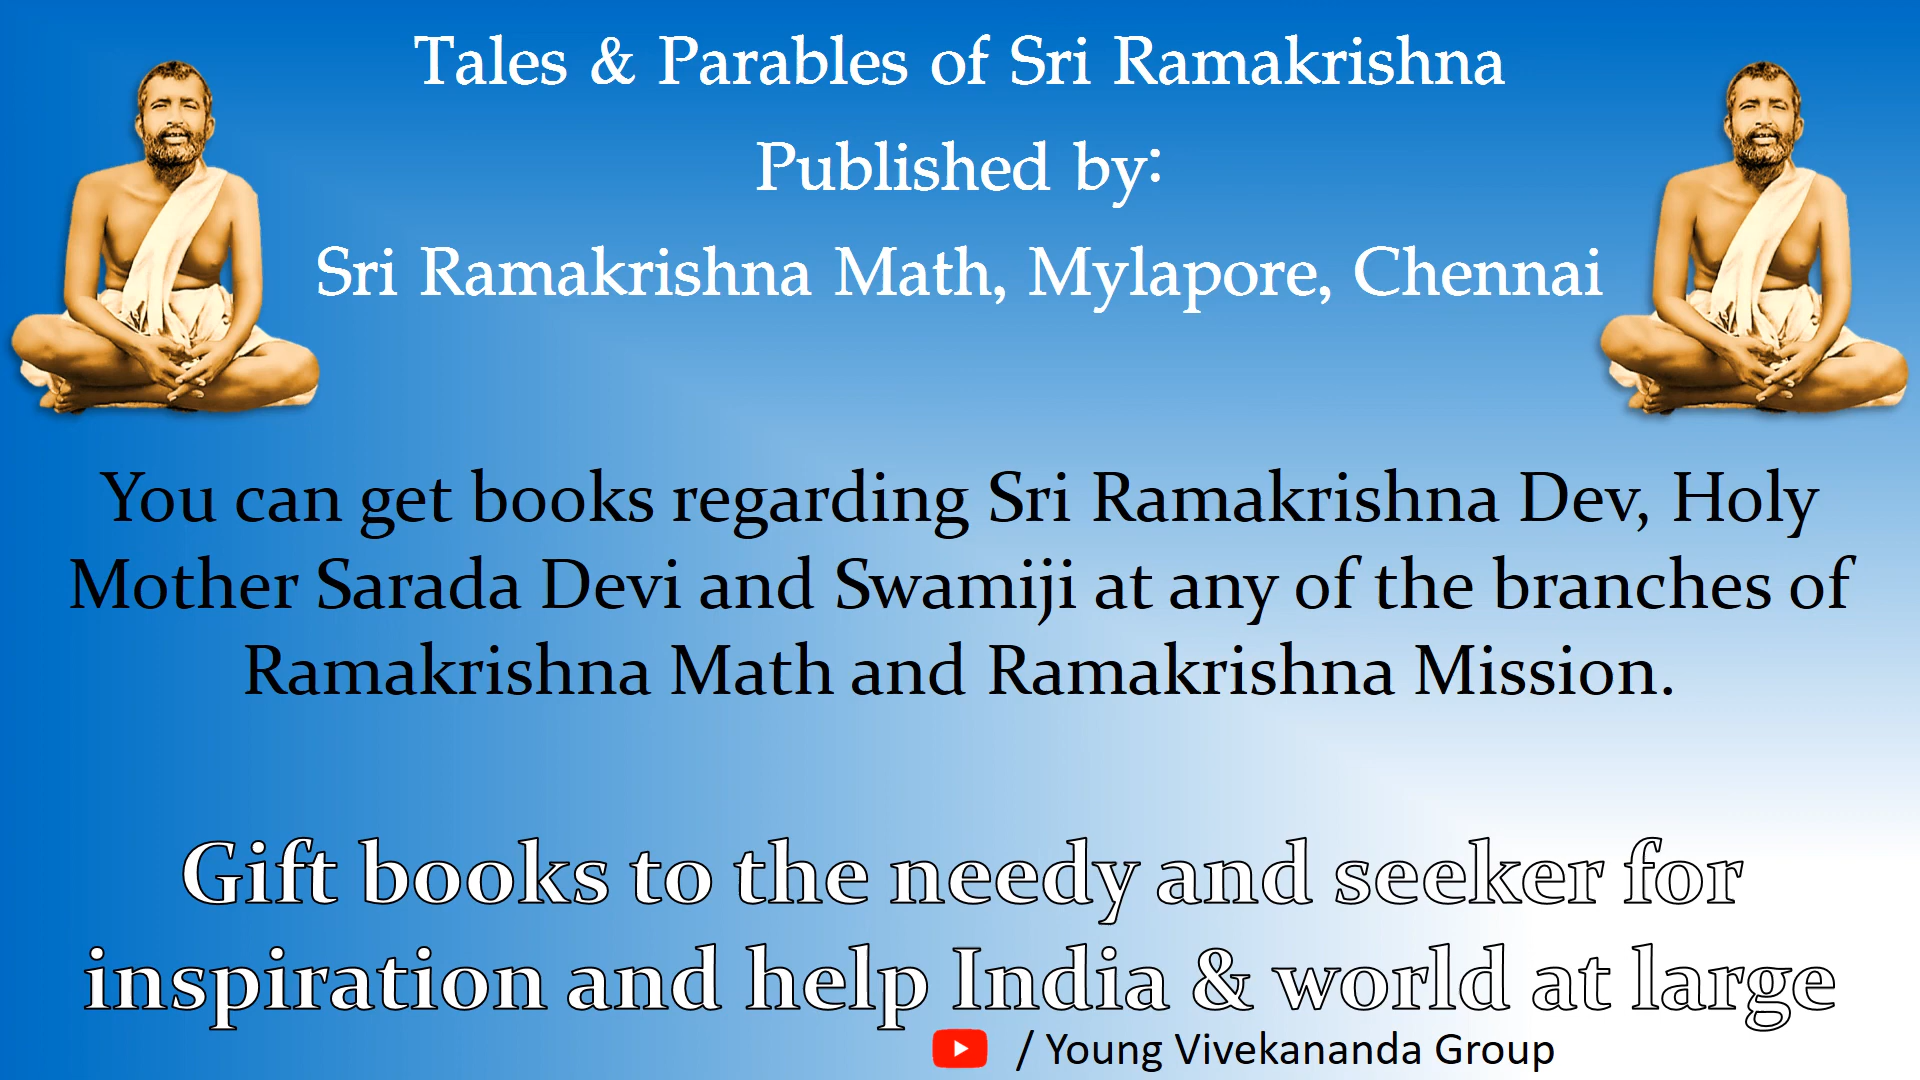 Tales & Parables of Sri Ramakrishna
Published by:
Sri Ramakrishna Math, Mylapore, Chennai
You can get books regarding Sri Ramakrishna Dev, Holy
Mother Sarada Devi and Swamiji at any of the branches of
Ramakrishna Math and Ramakrishna Mission.
Gift books to the needy and seeker for
inspiration and help India & world at large
/ Young Vivekananda Group